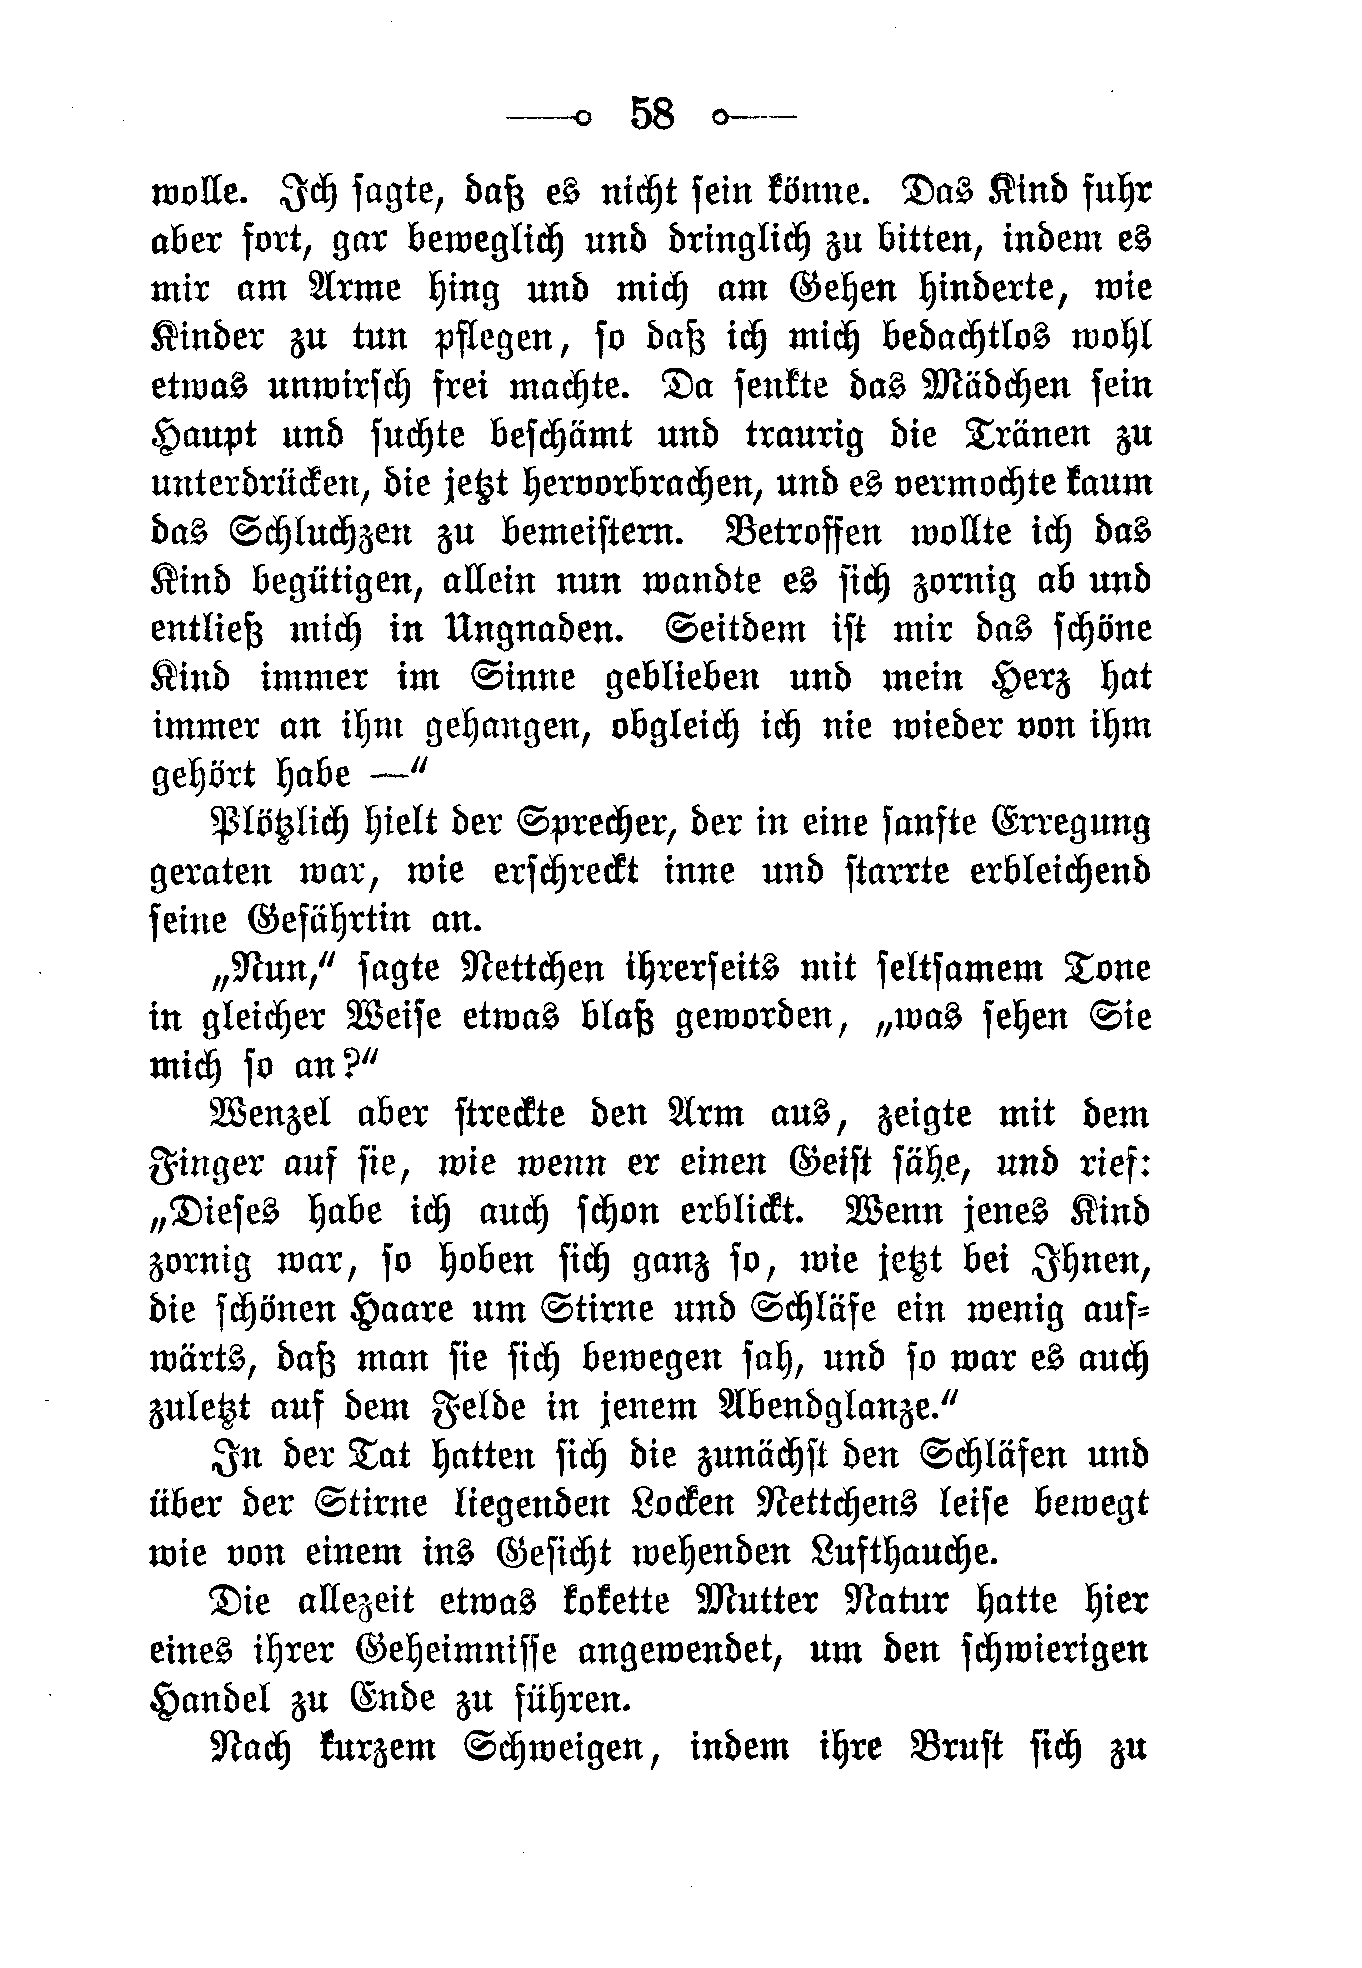 58
wolle. Ich sagte, daß es nicht sein könne. Das Kind fuhr
aber fort, gar beweglich und dringlich zu bitten, indem es
mir am Arme hing und mich am Gehen hinderte, wie
Kinder zu tun pflegen, so daß ich mich bedachtlos wohl
etwas unwirsch frei machte. Da senkte das Mädchen sein
Haupt und suchte beschämt und traurig die Tränen zu
unterdrücken, die jetzt hervorbrachen, und es vermochte kaum
das Schluchzen zu bemeistern. Betroffen wollte ich das
Kind begütigen, allein nun wandte es sich zornig ab und
entließ mich in Ungnaden. Seitdem ist mir das schöne
Kind immer im Sinne geblieben und mein Herz hat
immer an ihm gehangen, obgleich ich nie wieder von ihm
gehört habe —“
Plötzlich hielt der Sprecher, der in eine sanfte Erregung
geraten war, wie erschreckt inne und starrte erbleichend
seine Gefährtin an.
„Nun,“ sagte Nettchen ihrerseits mit seltsamem Tone
in gleicher Weise etwas blaß geworden, „was sehen Sie
mich so an?“
Wenzel aber streckte den Arm aus, zeigte mit dem
Finger auf sie, wie wenn er einen Geist sähe, und rief:
„Dieses habe ich auch schon erblickt. Wenn jenes Kind
zornig war, so hoben sich ganz so, wie jetzt bei Ihnen,
die schönen Haare um Stirne und Schläfe ein wenig auf-
wärts, daß man sie sich bewegen sah, und so war es auch
zuletzt auf dem Felde in jenem Abendglanze.“
In der Tat hatten sich die zunächst den Schläfen und
über der Stirne liegenden Locken Nettchens leise bewegt
wie von einem ins Gesicht wehenden Lufthauche.
Die allezeit etwas kokette Mutter Natur hatte hier
eines ihrer Geheimnisse angewendet, um den schwierigen
Handel zu Ende zu führen.
Nach kurzem Schweigen, indem ihre Brust sich zu